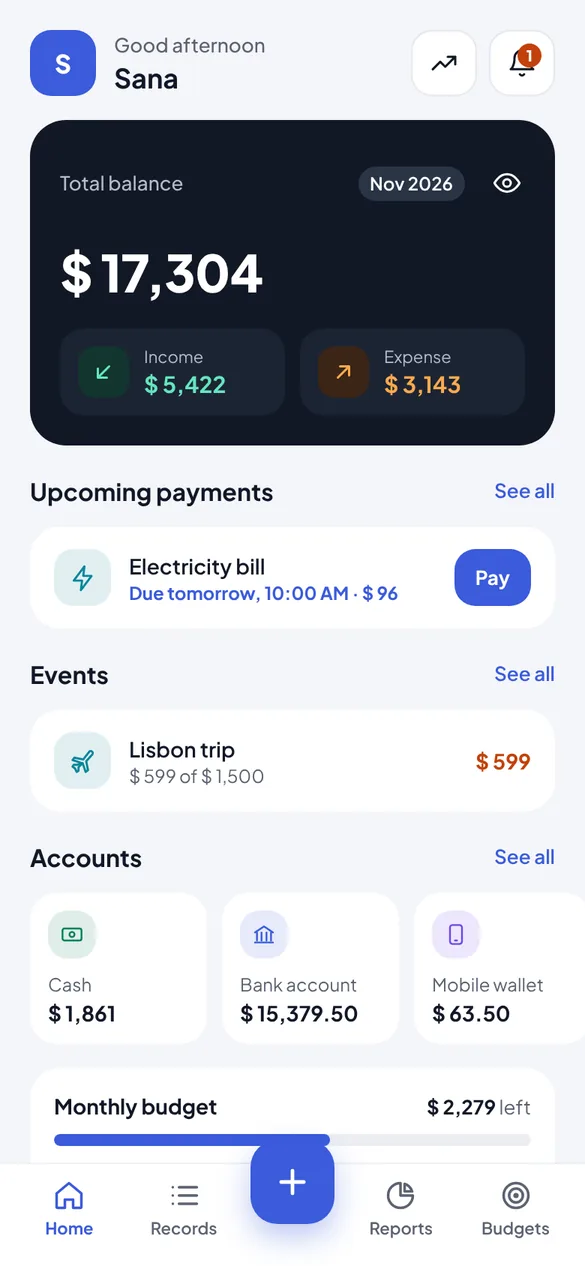 S
Good afternoon
Sana
1
Total balance
Nov 2026
$ 17,304
Income
$ 5,422
Expense
$ 3,143
Upcoming payments
See all
Electricity bill
Due tomorrow, 10:00 AM · $ 96
Pay
Events
See all
Lisbon trip
$ 599 of $ 1,500
$ 599
Accounts
See all
Cash
$ 1,861
Bank account
$ 15,379.50
Mobile wallet
$ 63.50
Monthly budget
$ 2,279 left
Home
Records
Reports
Budgets